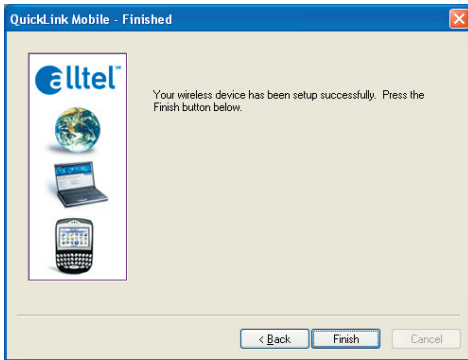 QuickLink Mobile - Finished
alltel
Your wireless device has been setup successfully. Press the
Finish button below.
< Back
Finish
Cancel